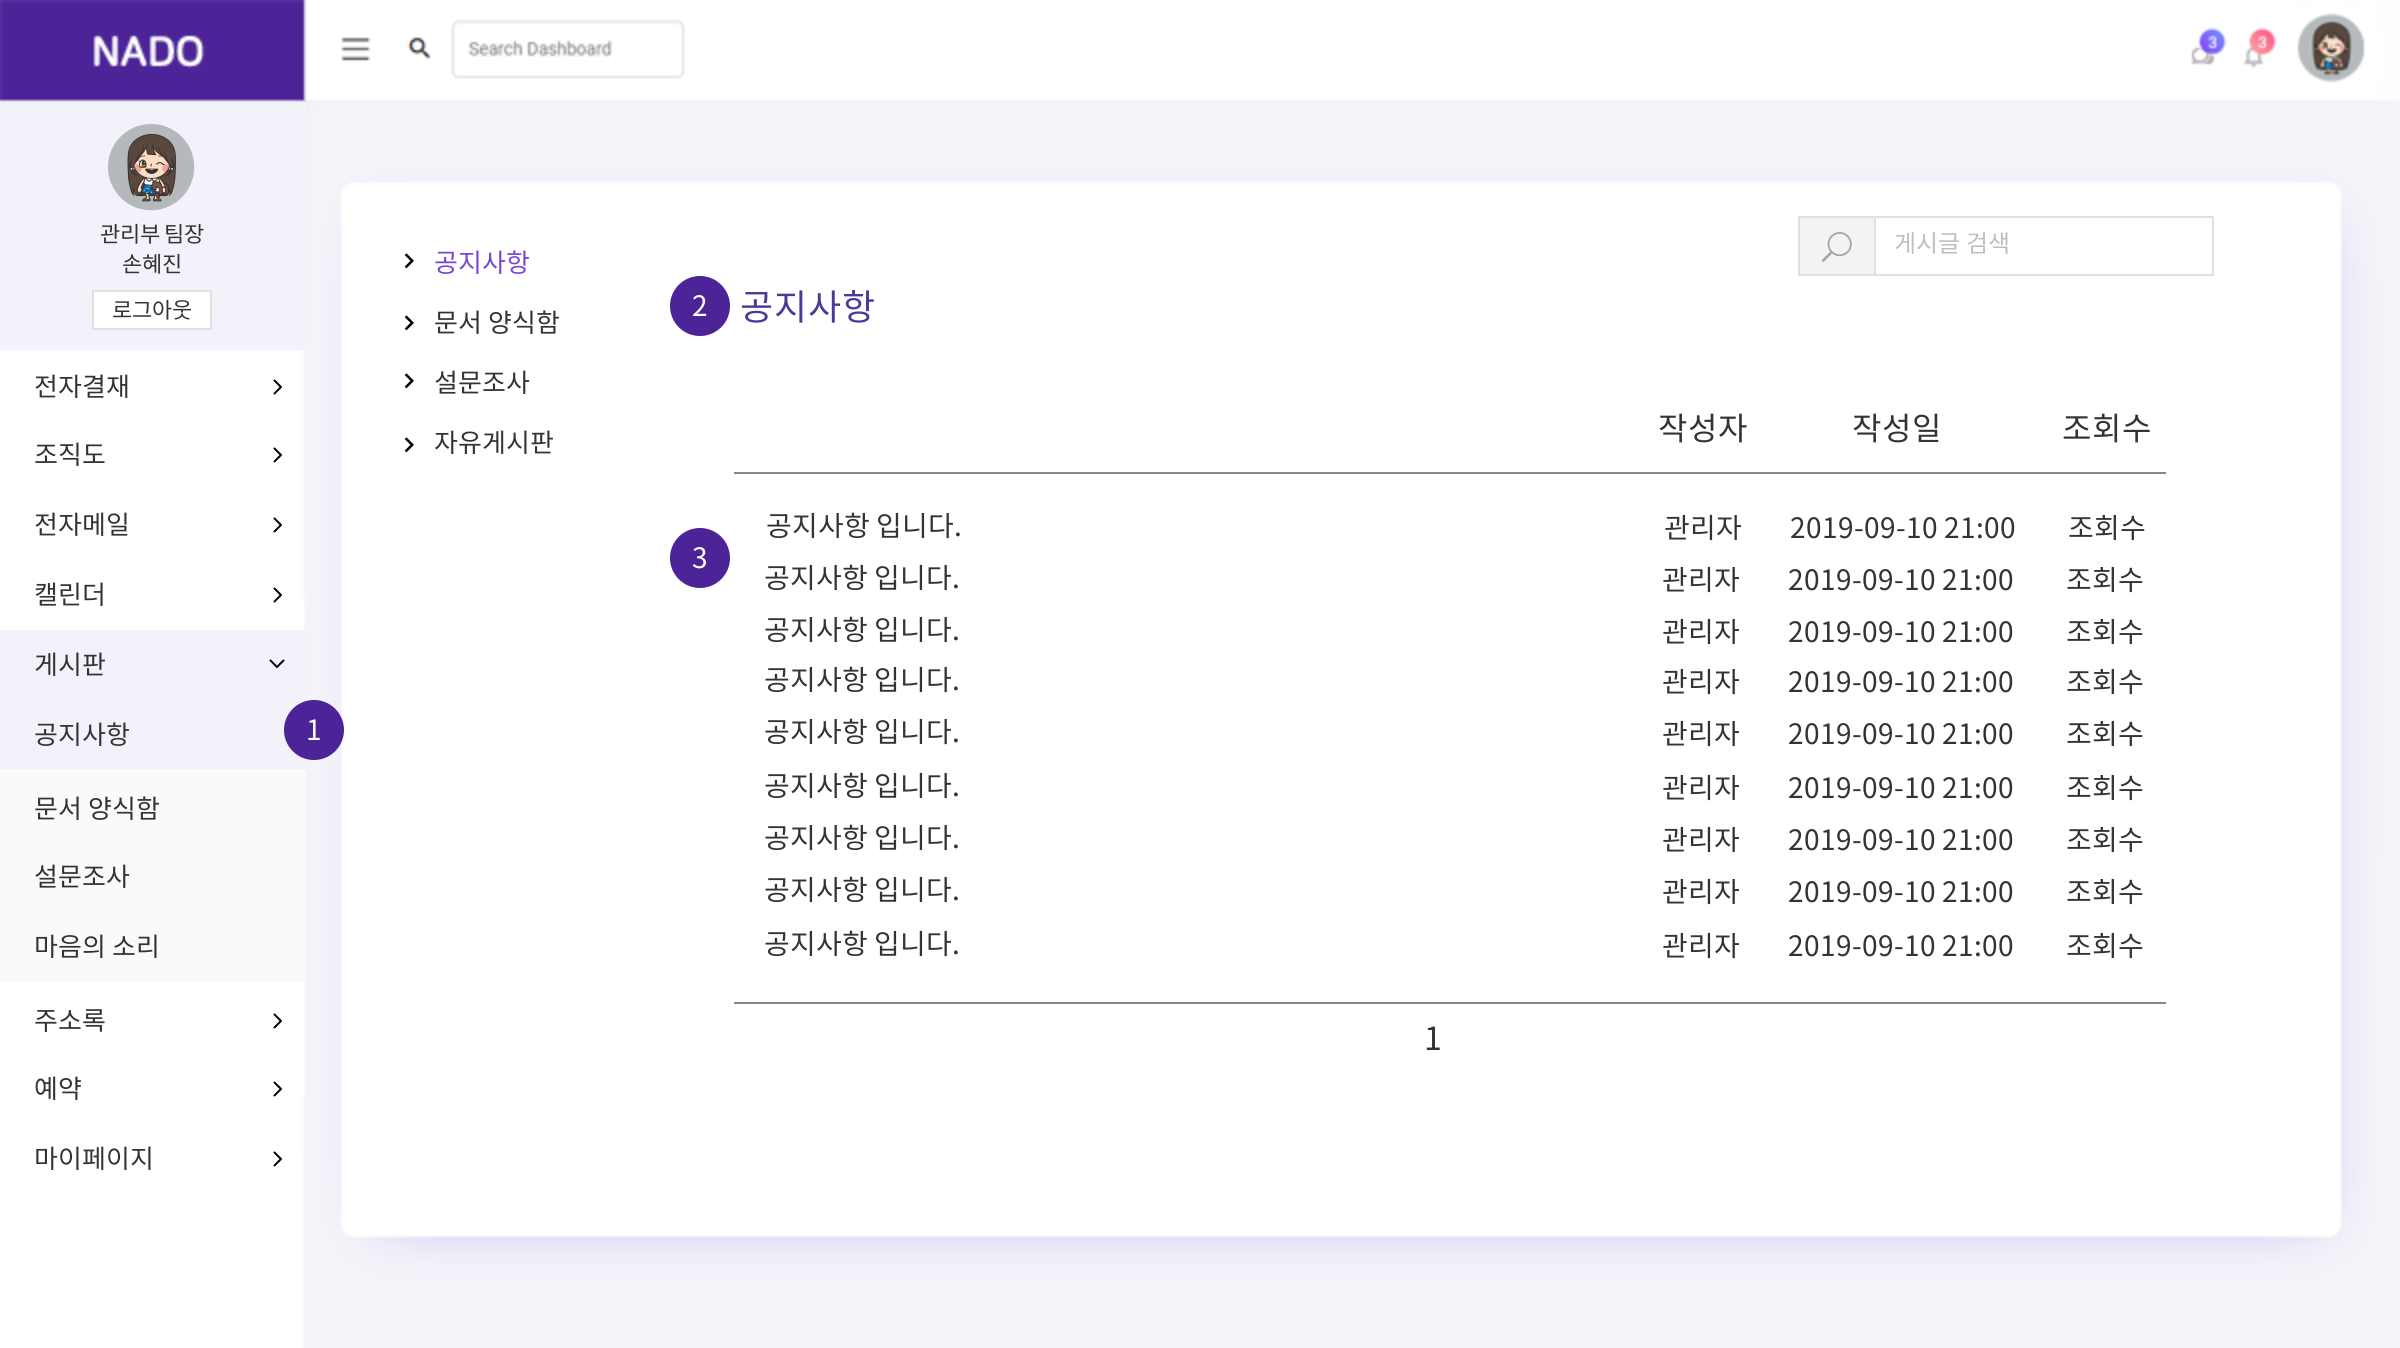 NADO
Search Dashboard
3
3
관리부 팀장
손혜진
로그아웃
전자결재
조직도
전자메일
캘린더
게시판
공지사항
1
문서 양식함
설문조사
마음의 소리
주소록
예약
마이페이지
공지사항
문서 양식함
설문조사
자유게시판
게시글 검색
2 공지사항
작성자 작성일 조회수
3
공지사항 입니다. 관리자 2019-09-10 21:00 조회수
공지사항 입니다. 관리자 2019-09-10 21:00 조회수
공지사항 입니다. 관리자 2019-09-10 21:00 조회수
공지사항 입니다. 관리자 2019-09-10 21:00 조회수
공지사항 입니다. 관리자 2019-09-10 21:00 조회수
공지사항 입니다. 관리자 2019-09-10 21:00 조회수
공지사항 입니다. 관리자 2019-09-10 21:00 조회수
공지사항 입니다. 관리자 2019-09-10 21:00 조회수
공지사항 입니다. 관리자 2019-09-10 21:00 조회수
1